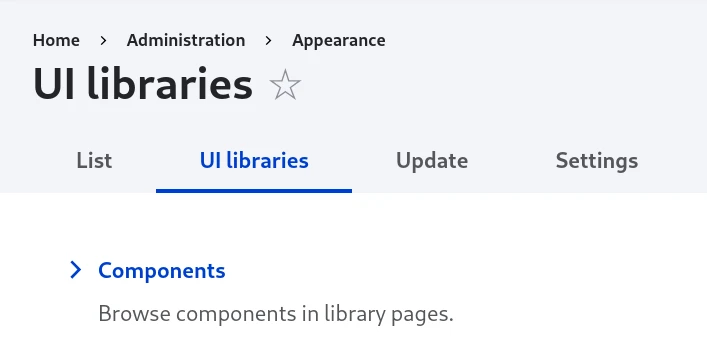 Home > Administration > Appearance
UI libraries
List UI libraries Update Settings
Components
Browse components in library pages.